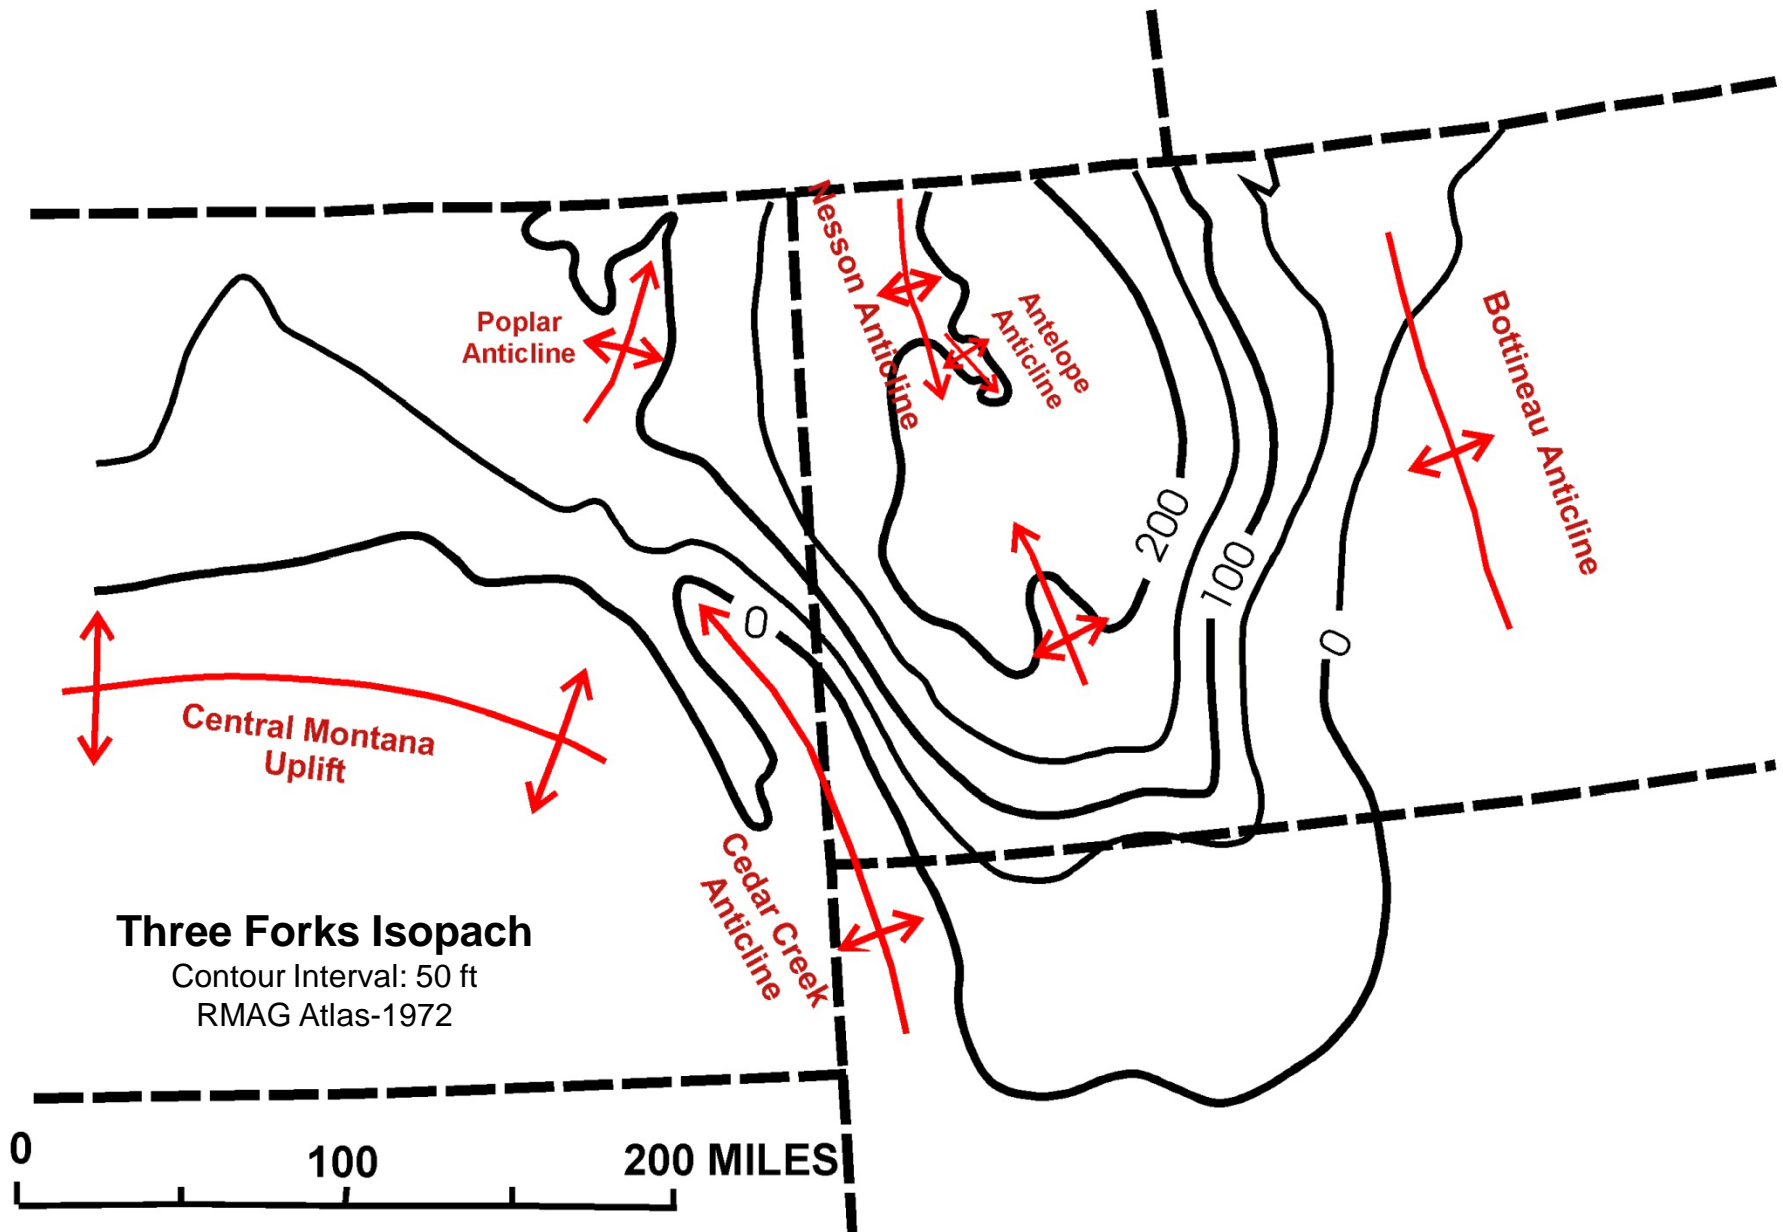 Nesson Anticline
Poplar
Anticline
Antelope
Anticline
Bottineau Anticline
200
100
0
0
Central Montana
Uplift
Cedar Creek
Anticline
Three Forks Isopach
Contour Interval: 50 ft
RMAG Atlas-1972
0 100 200 MILES